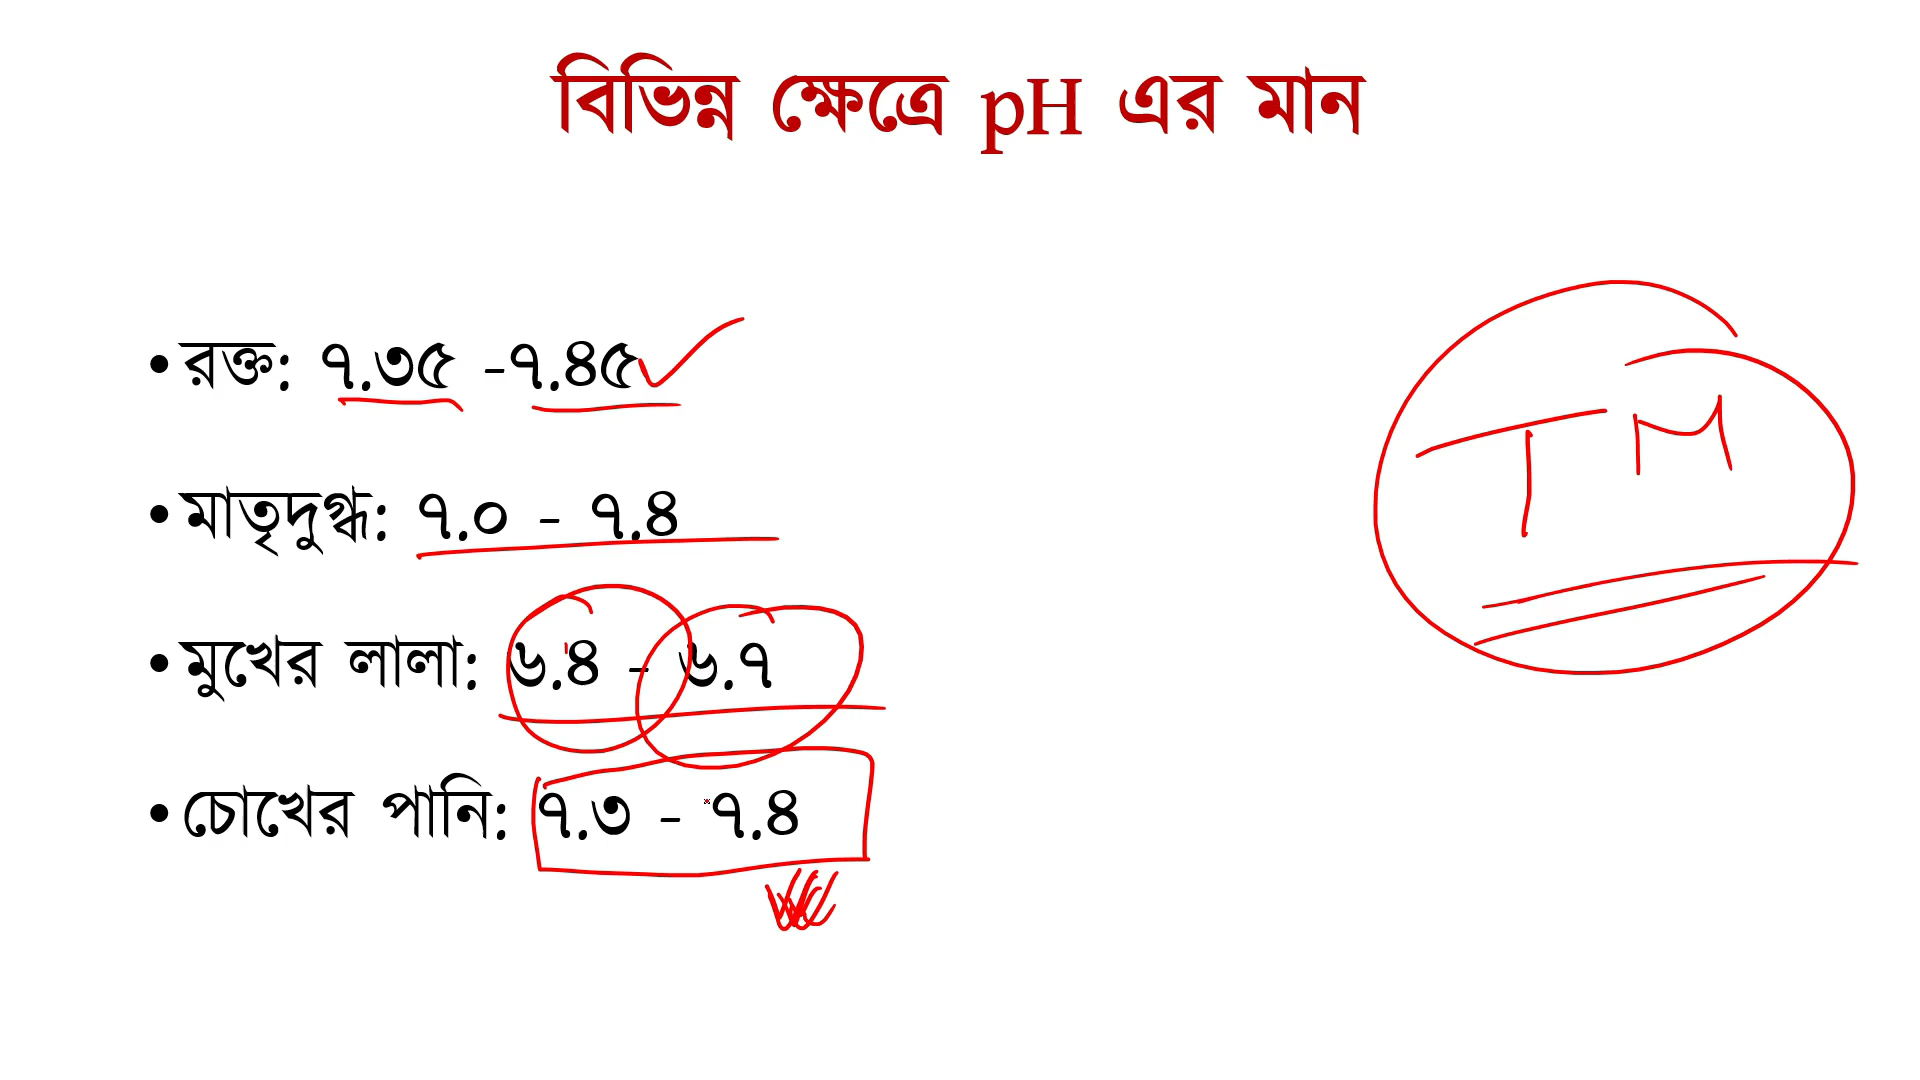 বিভিন্ন ক্ষেত্রে pH এর মান
• রক্ত: ৭.৩৫ -৭.৪৫
• মাতৃদুগ্ধ: ৭.০ - ৭.৪
TM
• মুখের লালা: ৬.৪ - ৬.৭
• চোখের পানি: ৭.৩ - ৭.৪